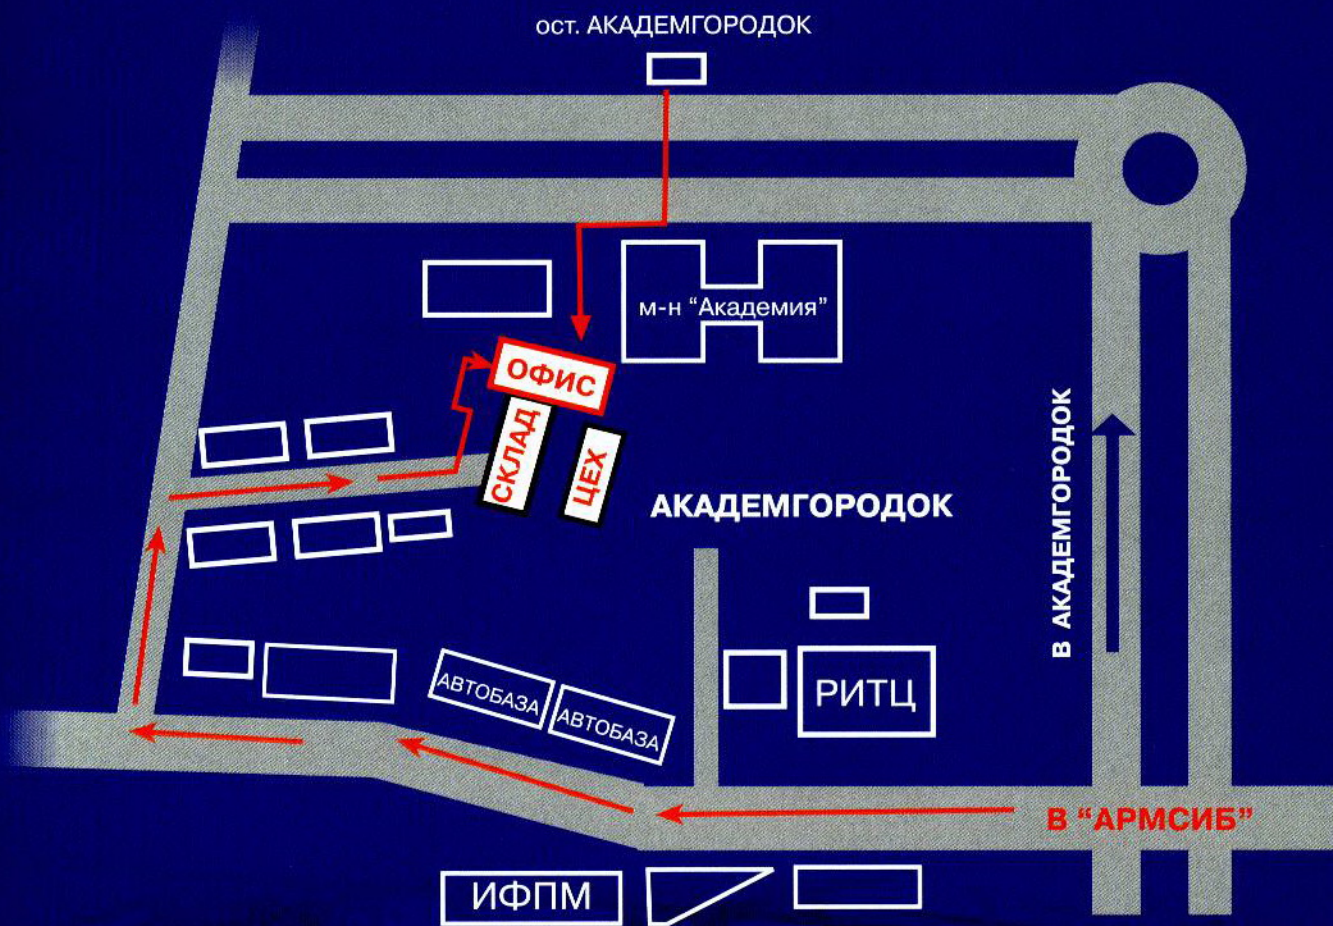 ост. АКАДЕМГОРОДОК
м-н “Академия”
ОФИС
СКЛАД
ЦЕХ
АКАДЕМГОРОДОК
В АКАДЕМГОРОДОК
АВТОБАЗА
АВТОБАЗА
РИТЦ
В “АРМСИБ”
ИФПМ